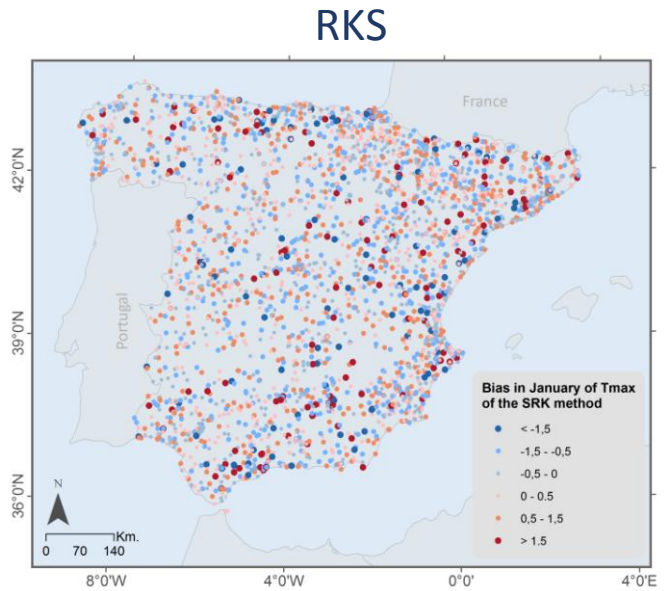 RKS
France
42°0'N
Portugal
39°0'N
36°0'N
Bias in January of Tmax
of the SRK method
< -1,5
-1,5 - -0,5
-0,5 - 0
0 - 0.5
0,5 - 1,5
> 1.5
N
Km.
0 70 140
8°0'W 4°0'W 0°0' 4°0'E